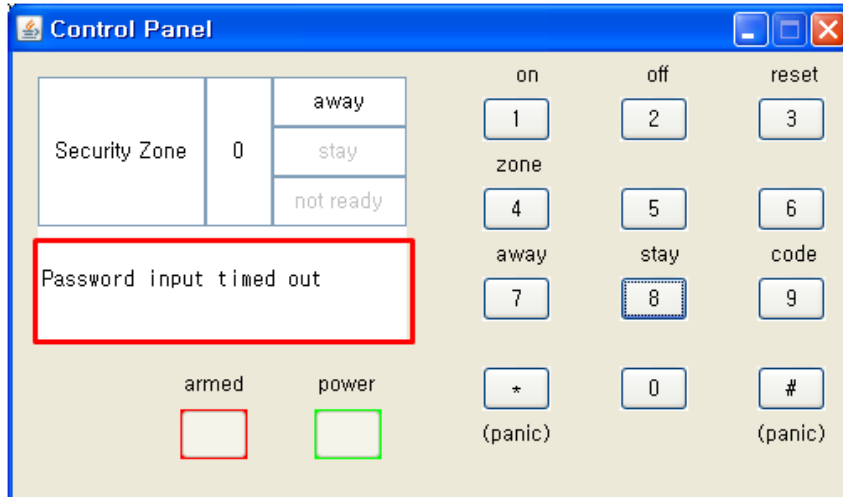 Control Panel
on off reset
1 2 3
Security Zone 0 away
stay
not ready
zone
4 5 6
away stay code
7 8 9
Password input timed out
armed power
* 0 #
(panic) (panic)